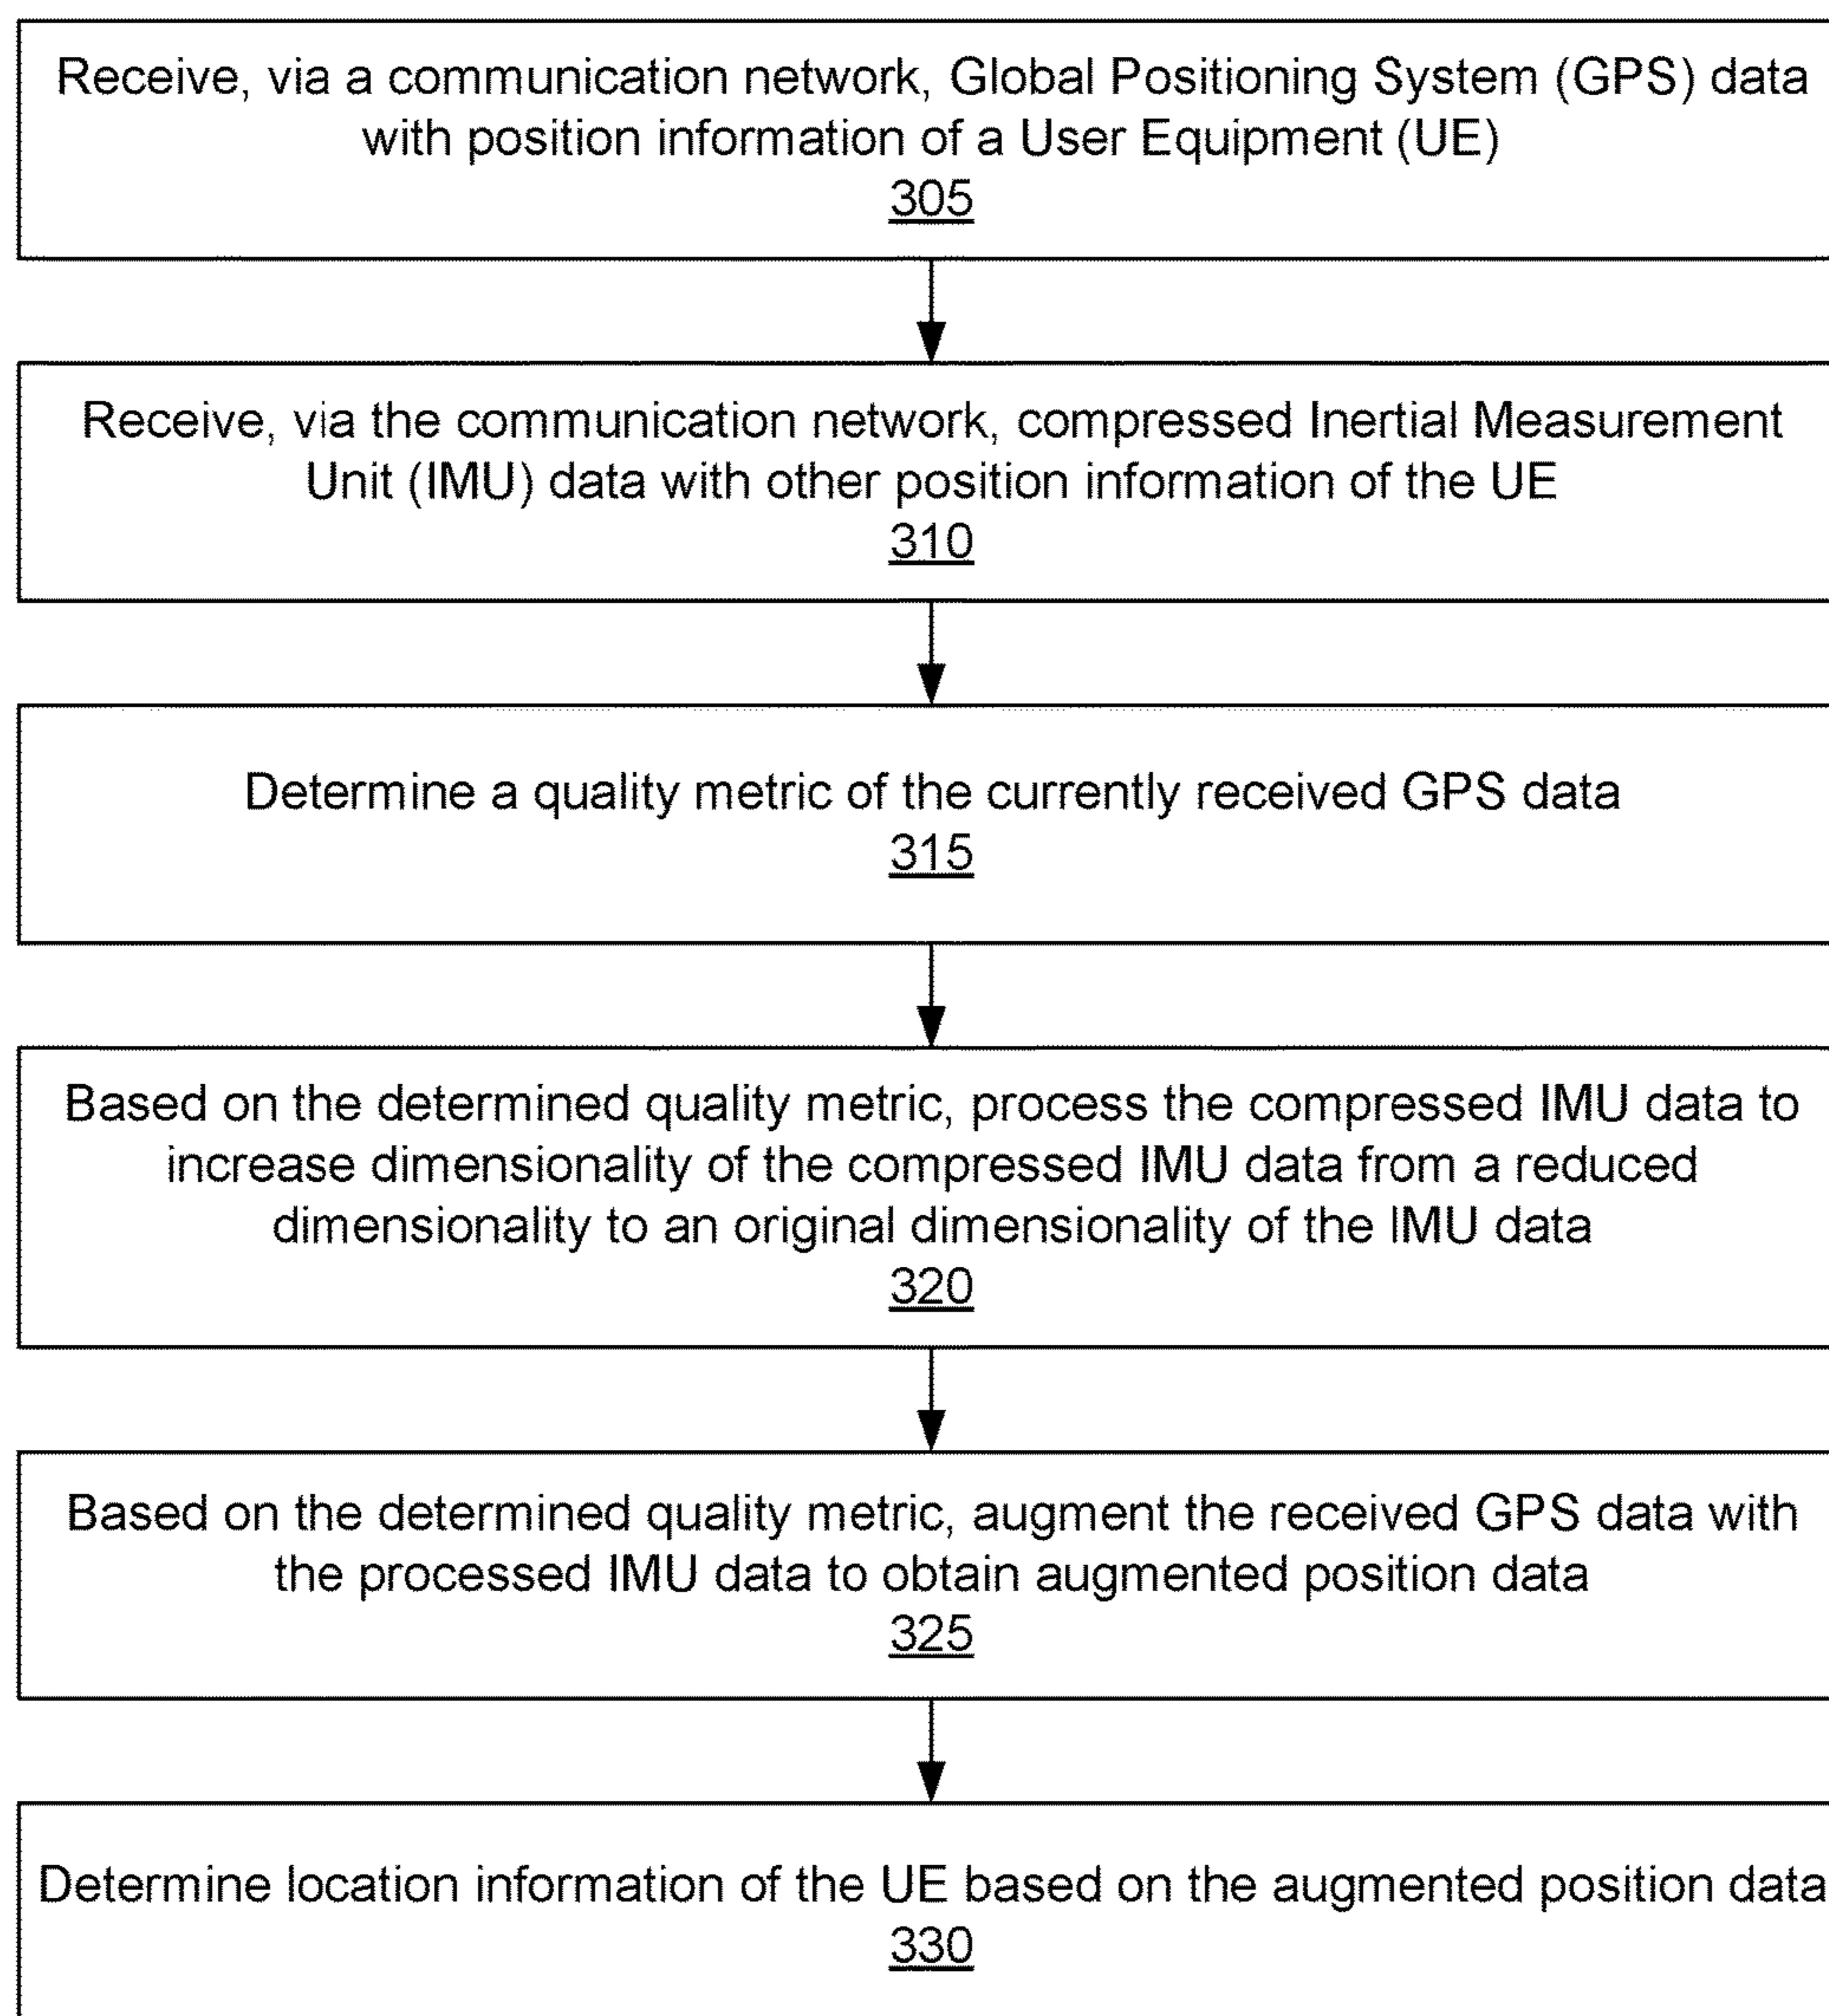 Receive, via a communication network, Global Positioning System (GPS) data
with position information of a User Equipment (UE)
305
Receive, via the communication network, compressed Inertial Measurement
Unit (IMU) data with other position information of the UE
310
Determine a quality metric of the currently received GPS data
315
Based on the determined quality metric, process the compressed IMU data to
increase dimensionality of the compressed IMU data from a reduced
dimensionality to an original dimensionality of the IMU data
320
Based on the determined quality metric, augment the received GPS data with
the processed IMU data to obtain augmented position data
325
Determine location information of the UE based on the augmented position data
330